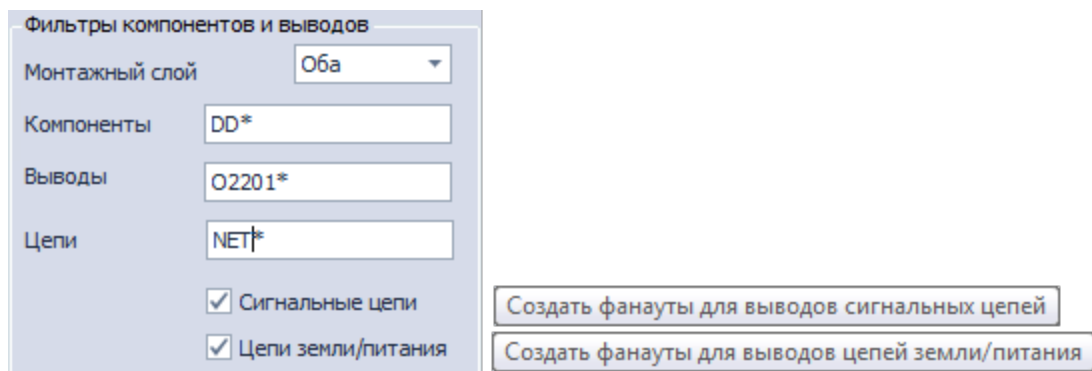 Фильтры компонентов и выводов
Монтажный слой Оба
Компоненты DD*
Выводы O2201*
Цепи NET*
Сигнальные цепи Создать фанауты для выводов сигнальных цепей
Цепи земли/питания Создать фанауты для выводов цепей земли/питания